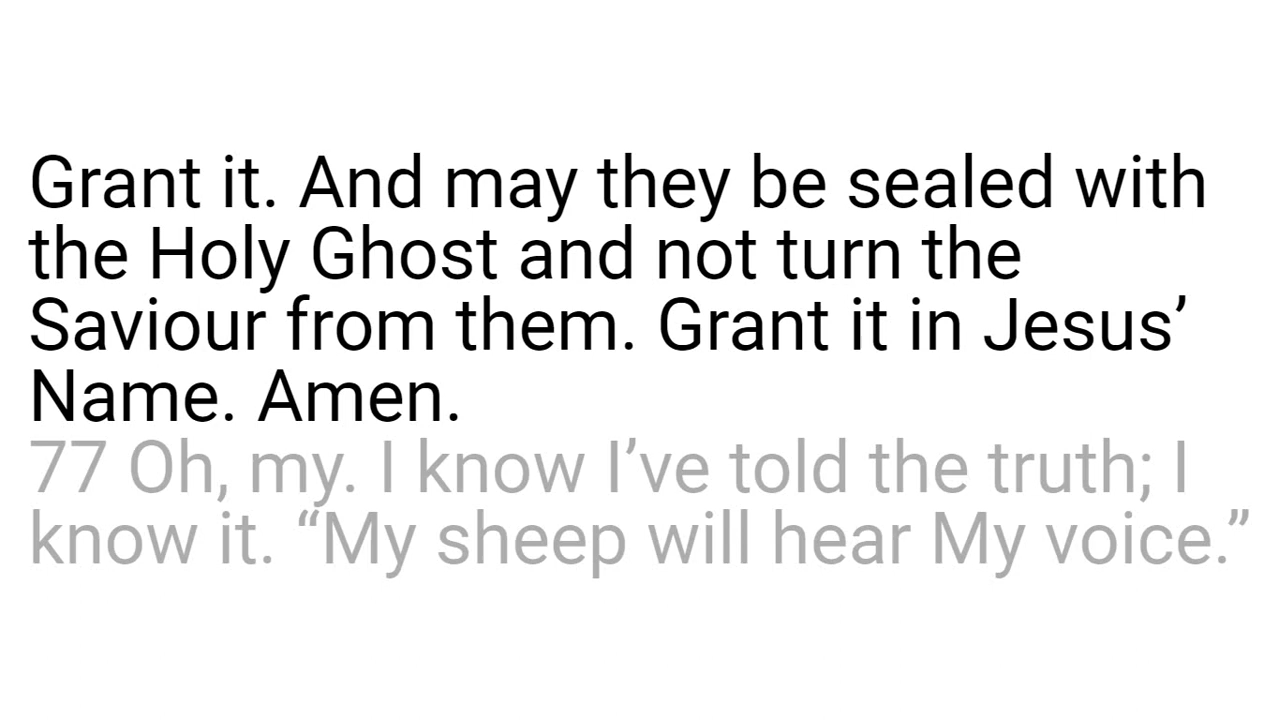 Grant it. And may they be sealed with
the Holy Ghost and not turn the
Saviour from them. Grant it in Jesus’
Name. Amen.
77 Oh, my. I know I’ve told the truth; I
know it. “My sheep will hear My voice.”